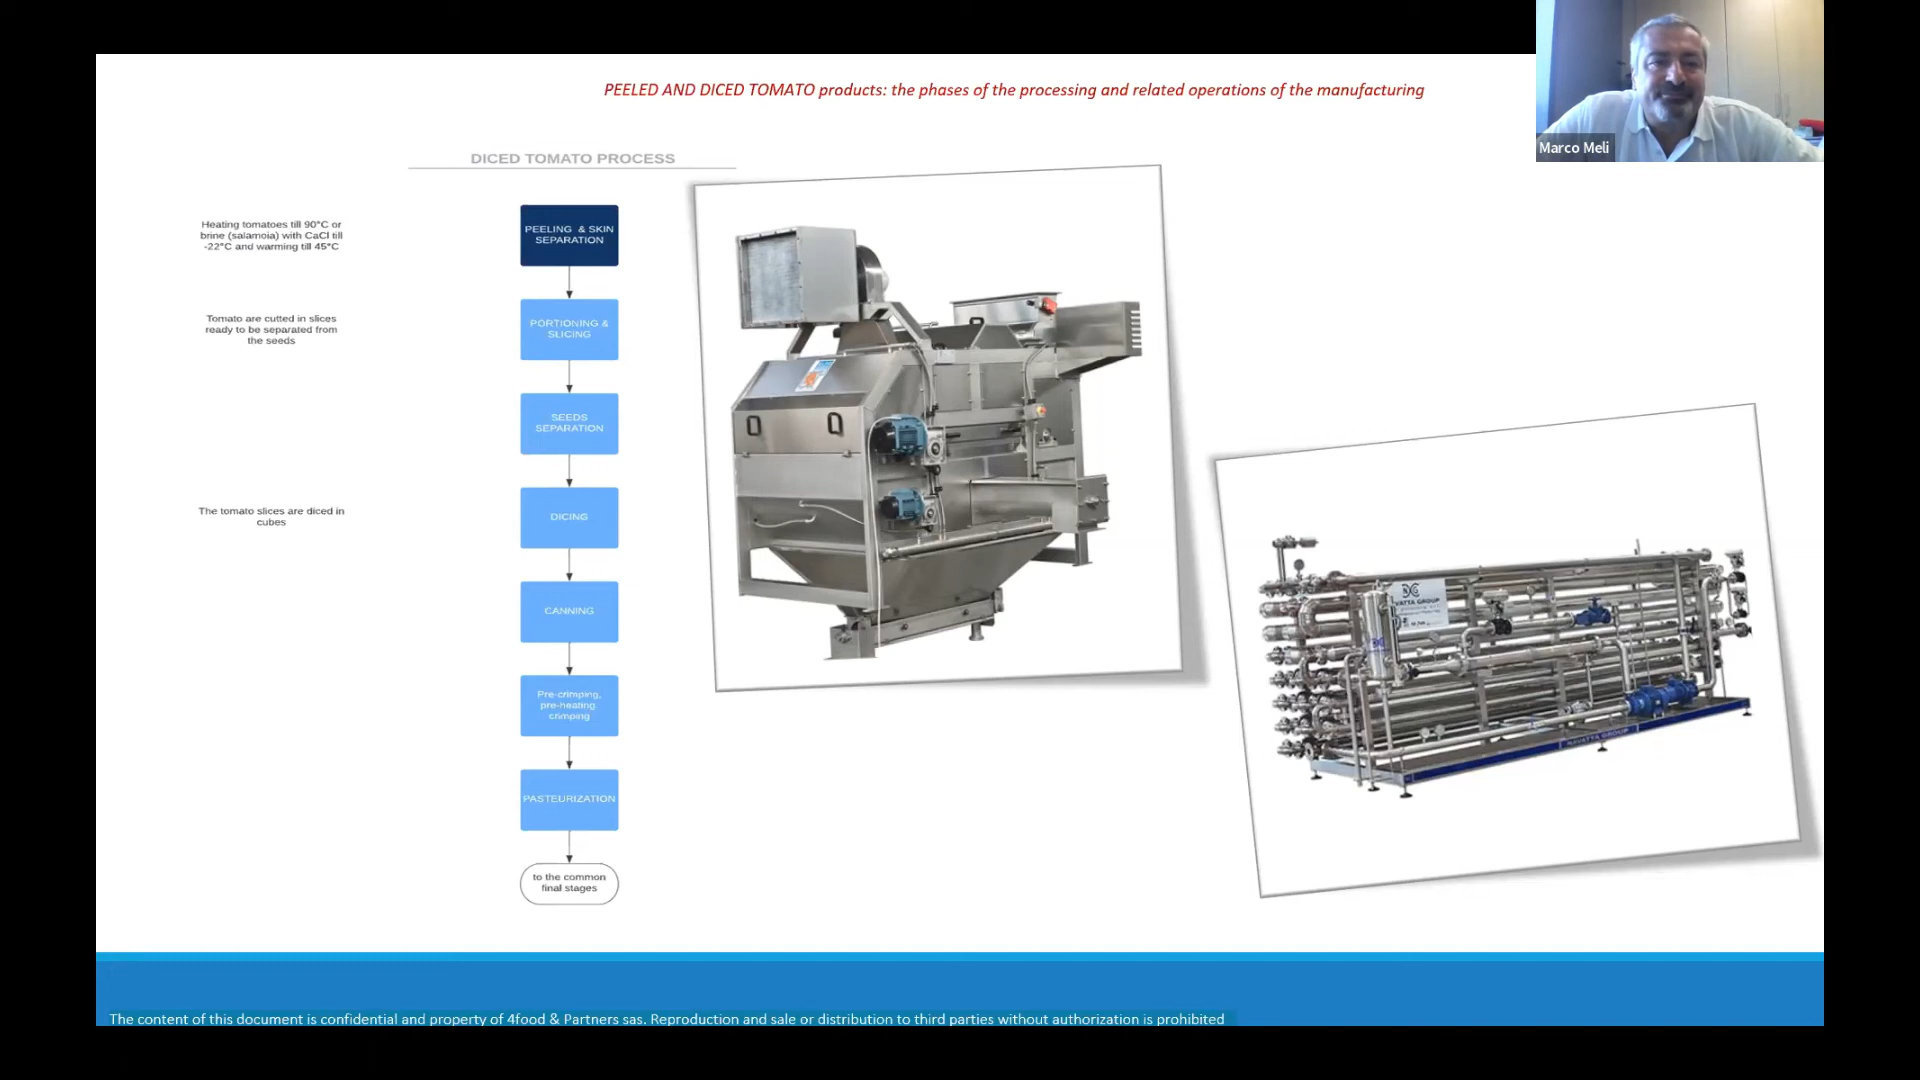 PEELED AND DICED TOMATO products: the phases of the processing and related operations of the manufacturing
Marco Meli
DICED TOMATO PROCESS
Heating tomatoes till 90°C or
brine (salamoia) with CaCl till
-22°C and warming till 45°C
PEELING & SKIN
SEPARATION
Tomato are cutted in slices
ready to be separated from
the seeds
PORTIONING &
SLICING
SEEDS
SEPARATION
The tomato slices are diced in
cubes
DICING
CANNING
Pre-crimping,
pre-heating,
crimping
PASTEURIZATION
to the common
final stages
NAVATTA GROUP
The content of this document is confidential and property of 4food & Partners sas. Reproduction and sale or distribution to third parties without authorization is prohibited